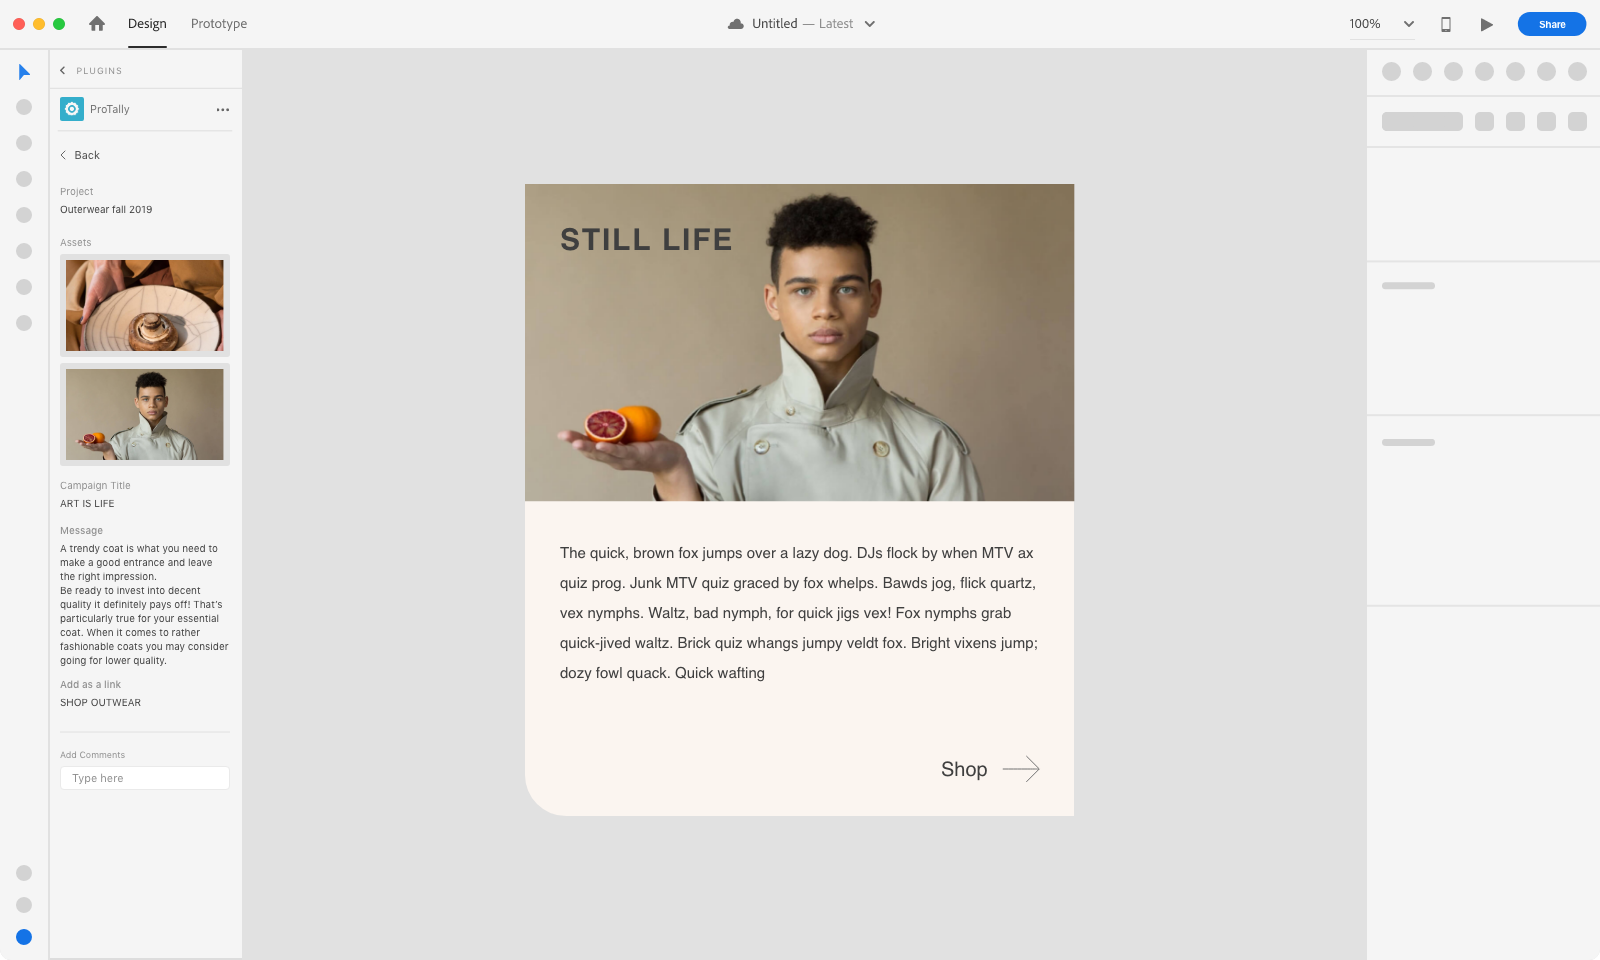 Design
Prototype
Untitled — Latest
100%
Share
PLUGINS
ProTally
Back
Project
Outerwear fall 2019
Assets
Campaign Title
ART IS LIFE
Message
A trendy coat is what you need to
make a good entrance and leave
the right impression.
Be ready to invest into decent
quality it definitely pays off! That's
particularly true for your essential
coat. When it comes to rather
fashionable coats you may consider
going for lower quality.
Add as a link
SHOP OUTWEAR
Add Comments
Type here
STILL LIFE
The quick, brown fox jumps over a lazy dog. DJs flock by when MTV ax
quiz prog. Junk MTV quiz graced by fox whelps. Bawds jog, flick quartz,
vex nymphs. Waltz, bad nymph, for quick jigs vex! Fox nymphs grab
quick-jived waltz. Brick quiz whangs jumpy veldt fox. Bright vixens jump;
dozy fowl quack. Quick wafting
Shop